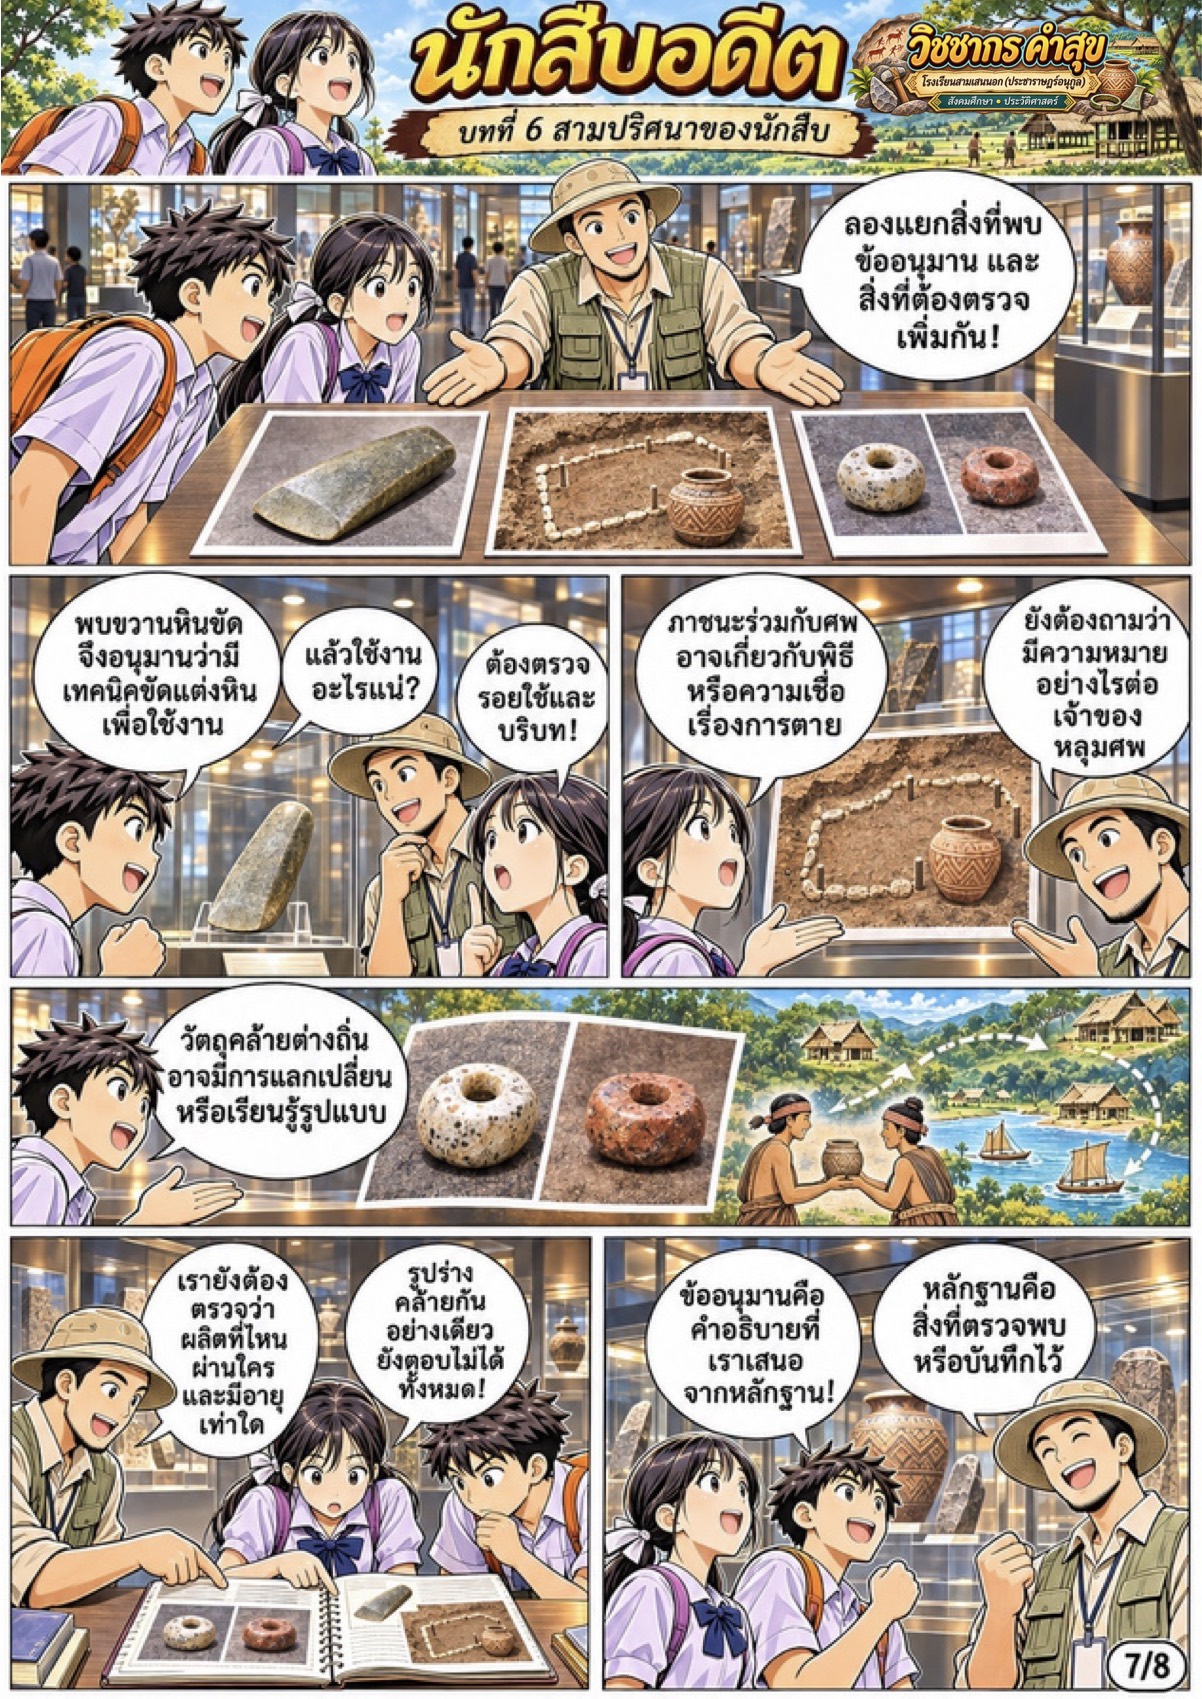 นักสืบอดีต
บทที่ 6 สามปริศนาของนักสืบ
วิชชากร คำสุข
โรงเรียนสามเสนนอก (ประชาราษฎร์อนุกูล)
สังคมศึกษา • ประวัติศาสตร์
ลองแยกสิ่งที่พบ
ข้ออนุมาน และ
สิ่งที่ต้องตรวจ
เพิ่มกัน!
พบขวานหินขัด
จึงอนุมานว่ามี
เทคนิคขัดแต่งหิน
เพื่อใช้งาน
แล้วใช้งาน
อะไรแน่?
ต้องตรวจ
รอยใช้และ
บริบท!
ภาชนะร่วมกับศพ
อาจเกี่ยวกับพิธี
หรือความเชื่อ
เรื่องการตาย
ยังต้องถามว่า
มีความหมาย
อย่างไรต่อ
เจ้าของ
หลุมศพ
วัตถุคล้ายต่างถิ่น
อาจมีการแลกเปลี่ยน
หรือเรียนรู้รูปแบบ
เรายังต้อง
ตรวจว่า
ผลิตที่ไหน
ผ่านใคร
และมีอายุ
เท่าใด
รูปร่าง
คล้ายกัน
อย่างเดียว
ยังตอบไม่ได้
ทั้งหมด!
ข้ออนุมานคือ
คำอธิบายที่
เราเสนอ
จากหลักฐาน!
หลักฐานคือ
สิ่งที่ตรวจพบ
หรือบันทึกไว้
7/8